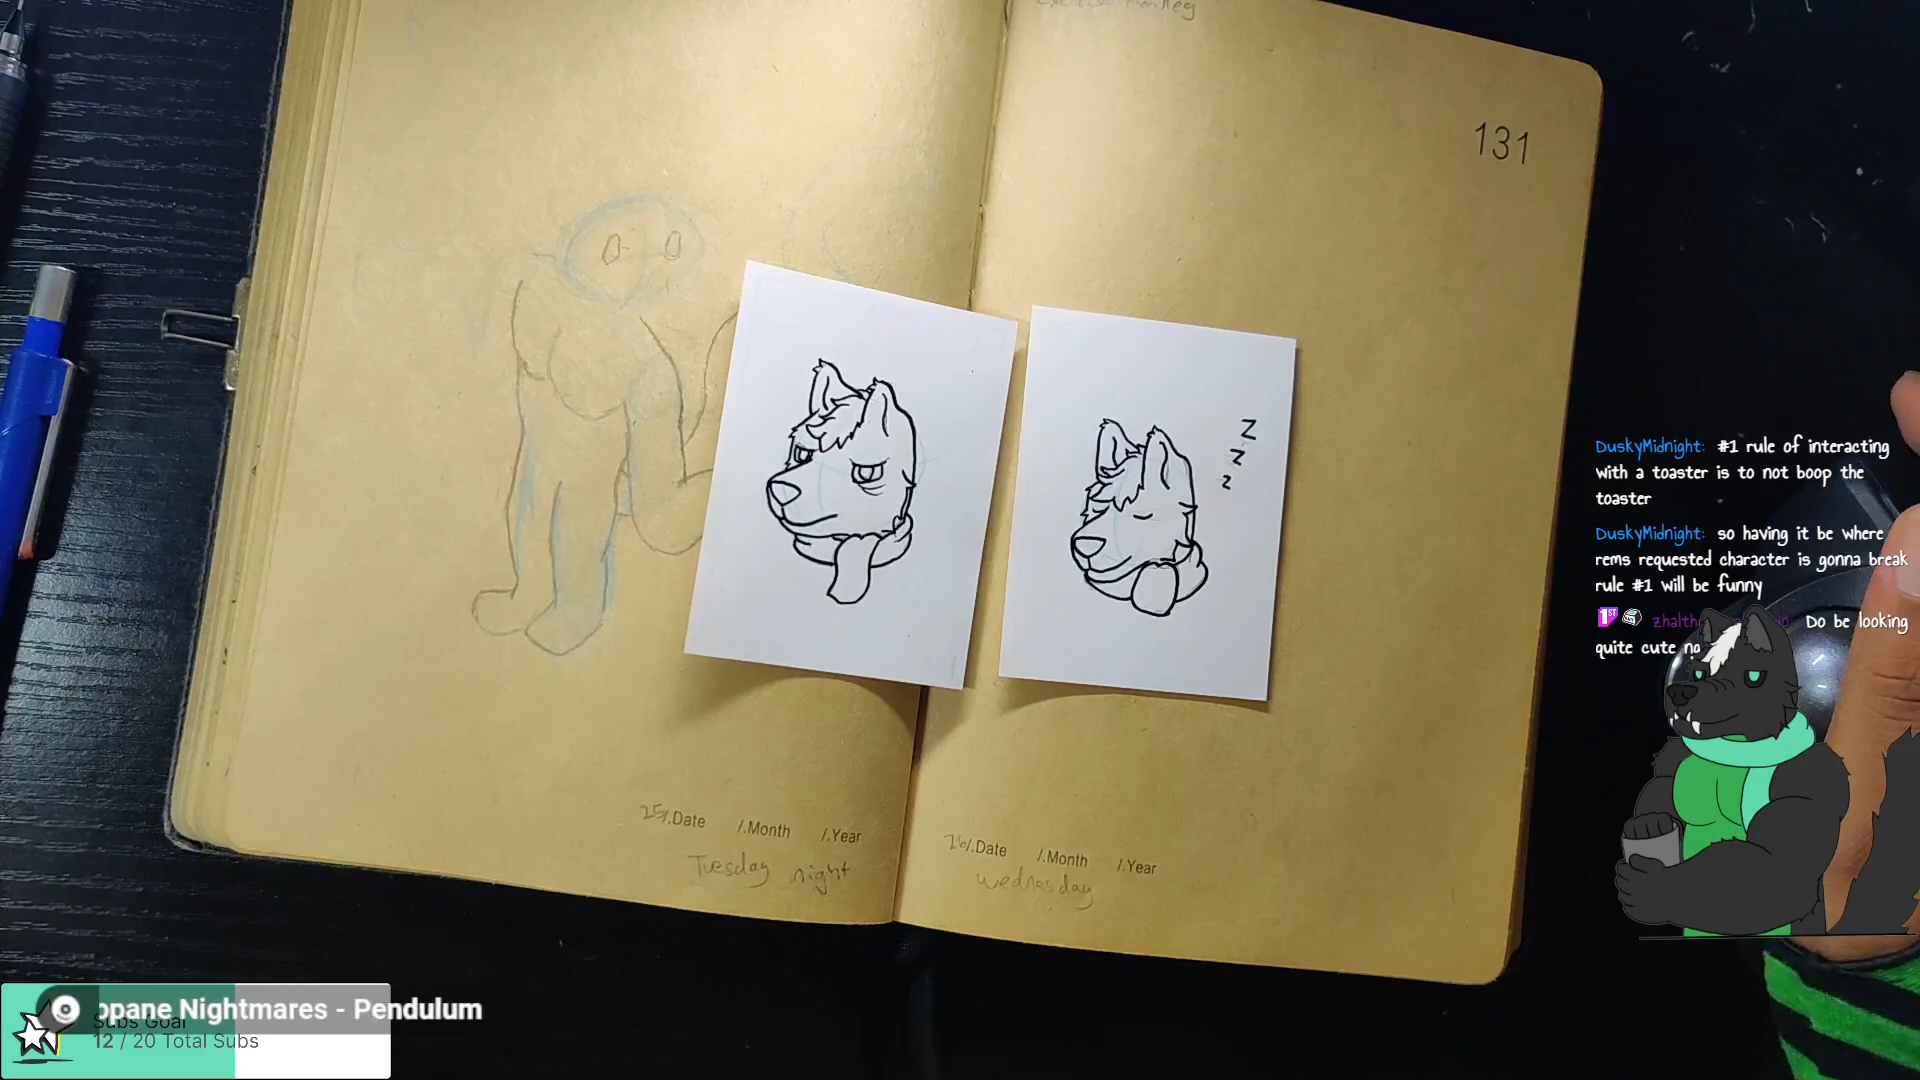 131
z
z
z
DuskyMidnight: #1 rule of interacting
with a toaster is to not boop the
toaster
DuskyMidnight: so having it be where
rems requested character is gonna break
rule #1 will be funny
1ST Do be looking
quite cute
25/.Date /.Month /.Year
Tuesday night
26/.Date /.Month /.Year
wednesday
opane Nightmares - Pendulum
Subs Goal
12 / 20 Total Subs